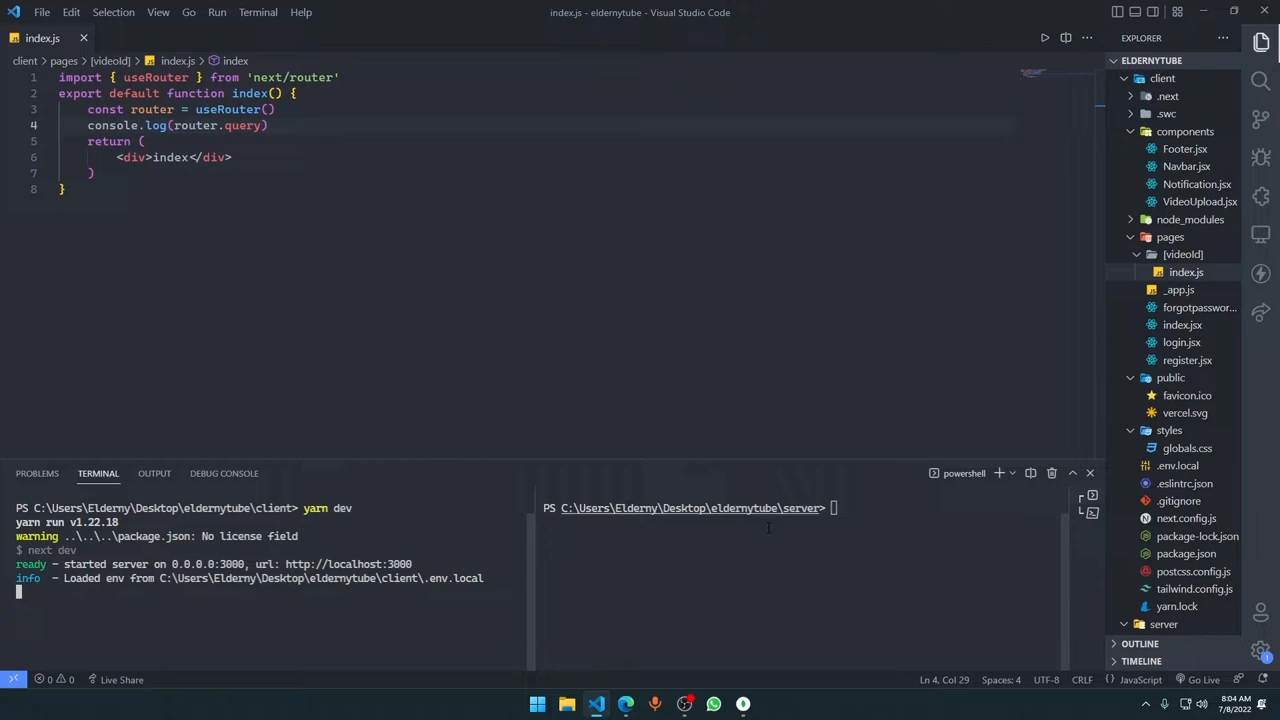 File Edit Selection View Go Run Terminal Help
index.js - eldernytube - Visual Studio Code
index.js
client > pages > [videoId] > index.js > index
1 import { useRouter } from 'next/router'
2 export default function index() {
3 const router = useRouter()
4 console.log(router.query)
5 return (
6 <div>index</div>
7 )
8 }
EXPLORER
ELDERNYTUBE
client
.next
.swc
components
Footer.jsx
Navbar.jsx
Notification.jsx
VideoUpload.jsx
node_modules
pages
[videoId]
index.js
_app.js
forgotpasswor...
index.jsx
login.jsx
register.jsx
public
favicon.ico
vercel.svg
styles
globals.css
.env.local
.eslintrc.json
.gitignore
next.config.js
package-lock.json
package.json
postcss.config.js
tailwind.config.js
yarn.lock
server
OUTLINE
TIMELINE
PROBLEMS TERMINAL OUTPUT DEBUG CONSOLE
powershell
PS C:\Users\Elderny\Desktop\eldernytube\client> yarn dev
yarn run v1.22.18
warning ..\..\..\package.json: No license field
$ next dev
ready - started server on 0.0.0.0:3000, url: http://localhost:3000
info - Loaded env from C:\Users\Elderny\Desktop\eldernytube\client\.env.local
PS C:\Users\Elderny\Desktop\eldernytube\server>
0 0 Live Share
Ln 4, Col 29 Spaces: 4 UTF-8 CRLF {} JavaScript Go Live
1
8:04 AM
7/8/2022